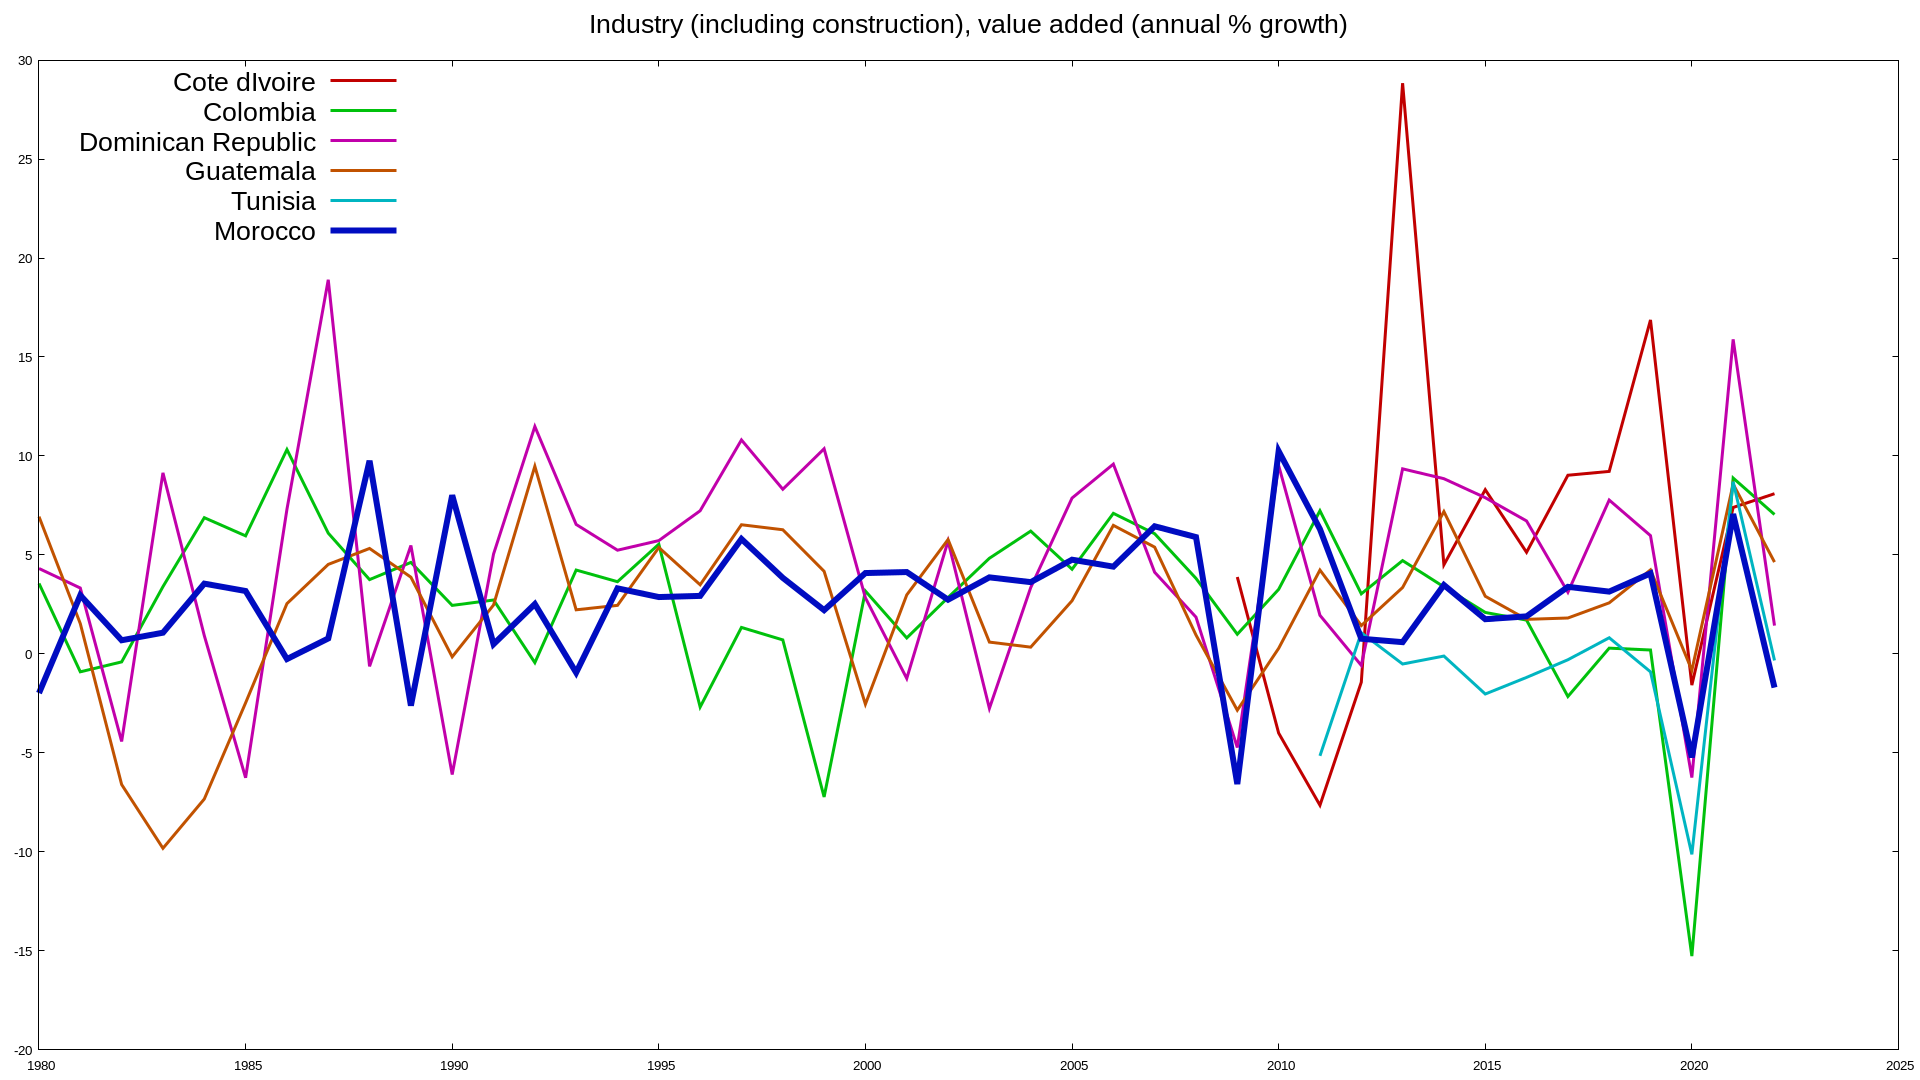 Industry (including construction), value added (annual % growth)
30
25
20
15
10
5
0
-5
-10
-15
-20
Cote dIvoire
Colombia
Dominican Republic
Guatemala
Tunisia
Morocco
1980 1985 1990 1995 2000 2005 2010 2015 2020 2025